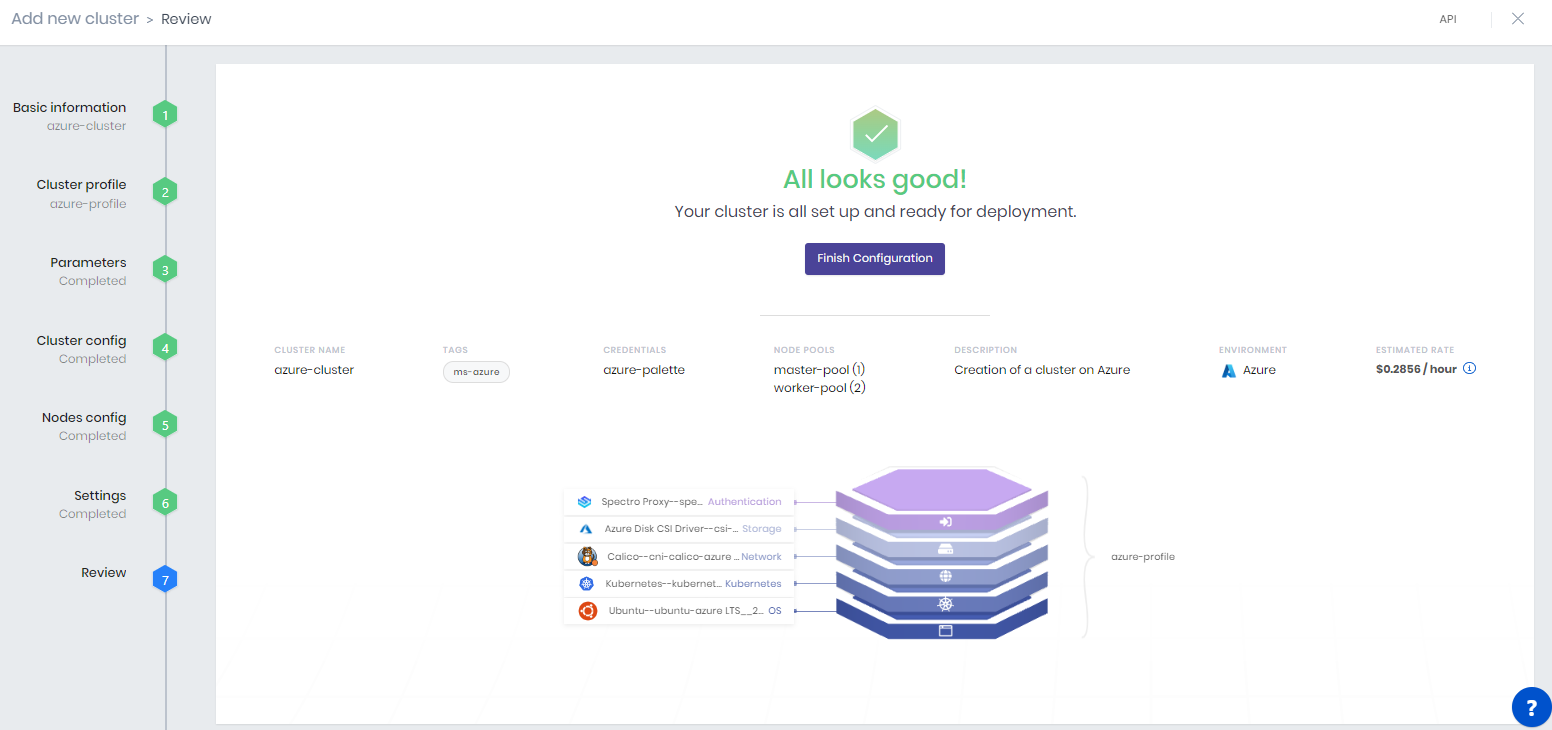 Add new cluster > Review
API
Basic information
azure-cluster
1
Cluster profile
azure-profile
2
Parameters
Completed
3
Cluster config
Completed
4
Nodes config
Completed
5
Settings
Completed
6
Review
7
All looks good!
Your cluster is all set up and ready for deployment.
Finish Configuration
CLUSTER NAME
azure-cluster
TAGS
ms-azure
CREDENTIALS
azure-palette
NODE POOLS
master-pool (1)
worker-pool (2)
DESCRIPTION
Creation of a cluster on Azure
ENVIRONMENT
Azure
ESTIMATED RATE
$0.2856 / hour
Spectro Proxy--spe... Authentication
Azure Disk CSI Driver--csi-... Storage
Calico--cni-calico-azure ... Network
Kubernetes--kubernet... Kubernetes
Ubuntu--ubuntu-azure LTS__2... OS
azure-profile
?